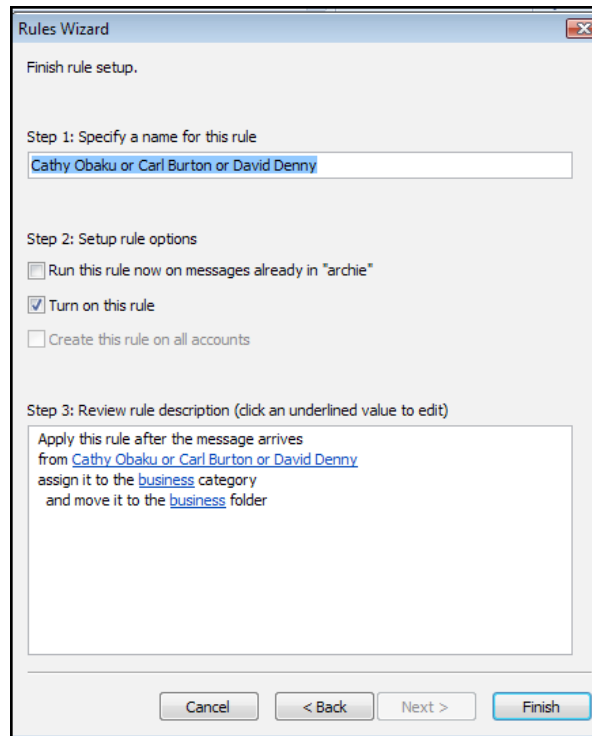 Rules Wizard
Finish rule setup.
Step 1: Specify a name for this rule
Cathy Obaku or Carl Burton or David Denny
Step 2: Setup rule options
Run this rule now on messages already in "archie"
Turn on this rule
Create this rule on all accounts
Step 3: Review rule description (click an underlined value to edit)
Apply this rule after the message arrives
from Cathy Obaku or Carl Burton or David Denny
assign it to the business category
and move it to the business folder
Cancel < Back Next > Finish